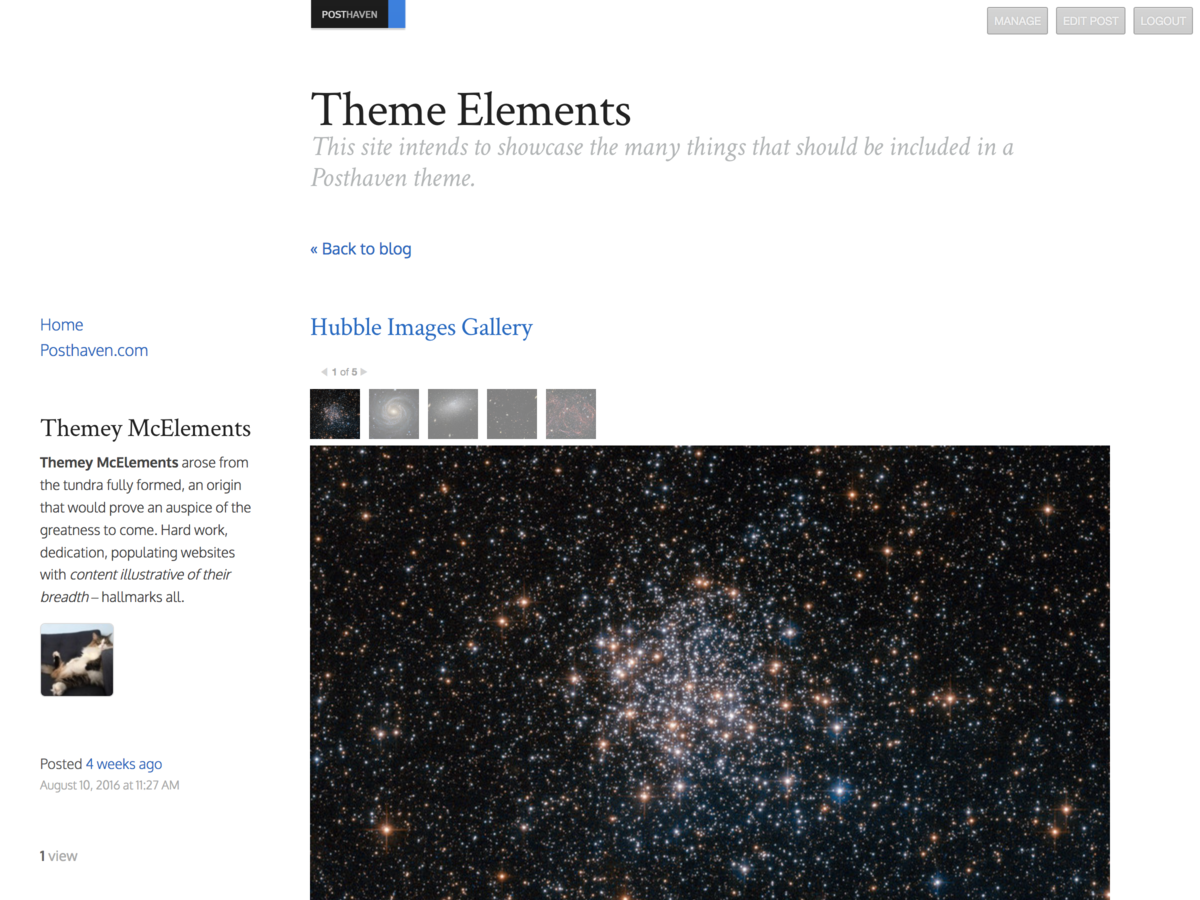 POSTHAVEN
MANAGE EDIT POST LOGOUT
Theme Elements
This site intends to showcase the many things that should be included in a
Posthaven theme.
« Back to blog
Home
Posthaven.com
Themey McElements
Themey McElements arose from
the tundra fully formed, an origin
that would prove an auspice of the
greatness to come. Hard work,
dedication, populating websites
with content illustrative of their
breadth – hallmarks all.
Posted 4 weeks ago
August 10, 2016 at 11:27 AM
1 view
Hubble Images Gallery
1 of 5